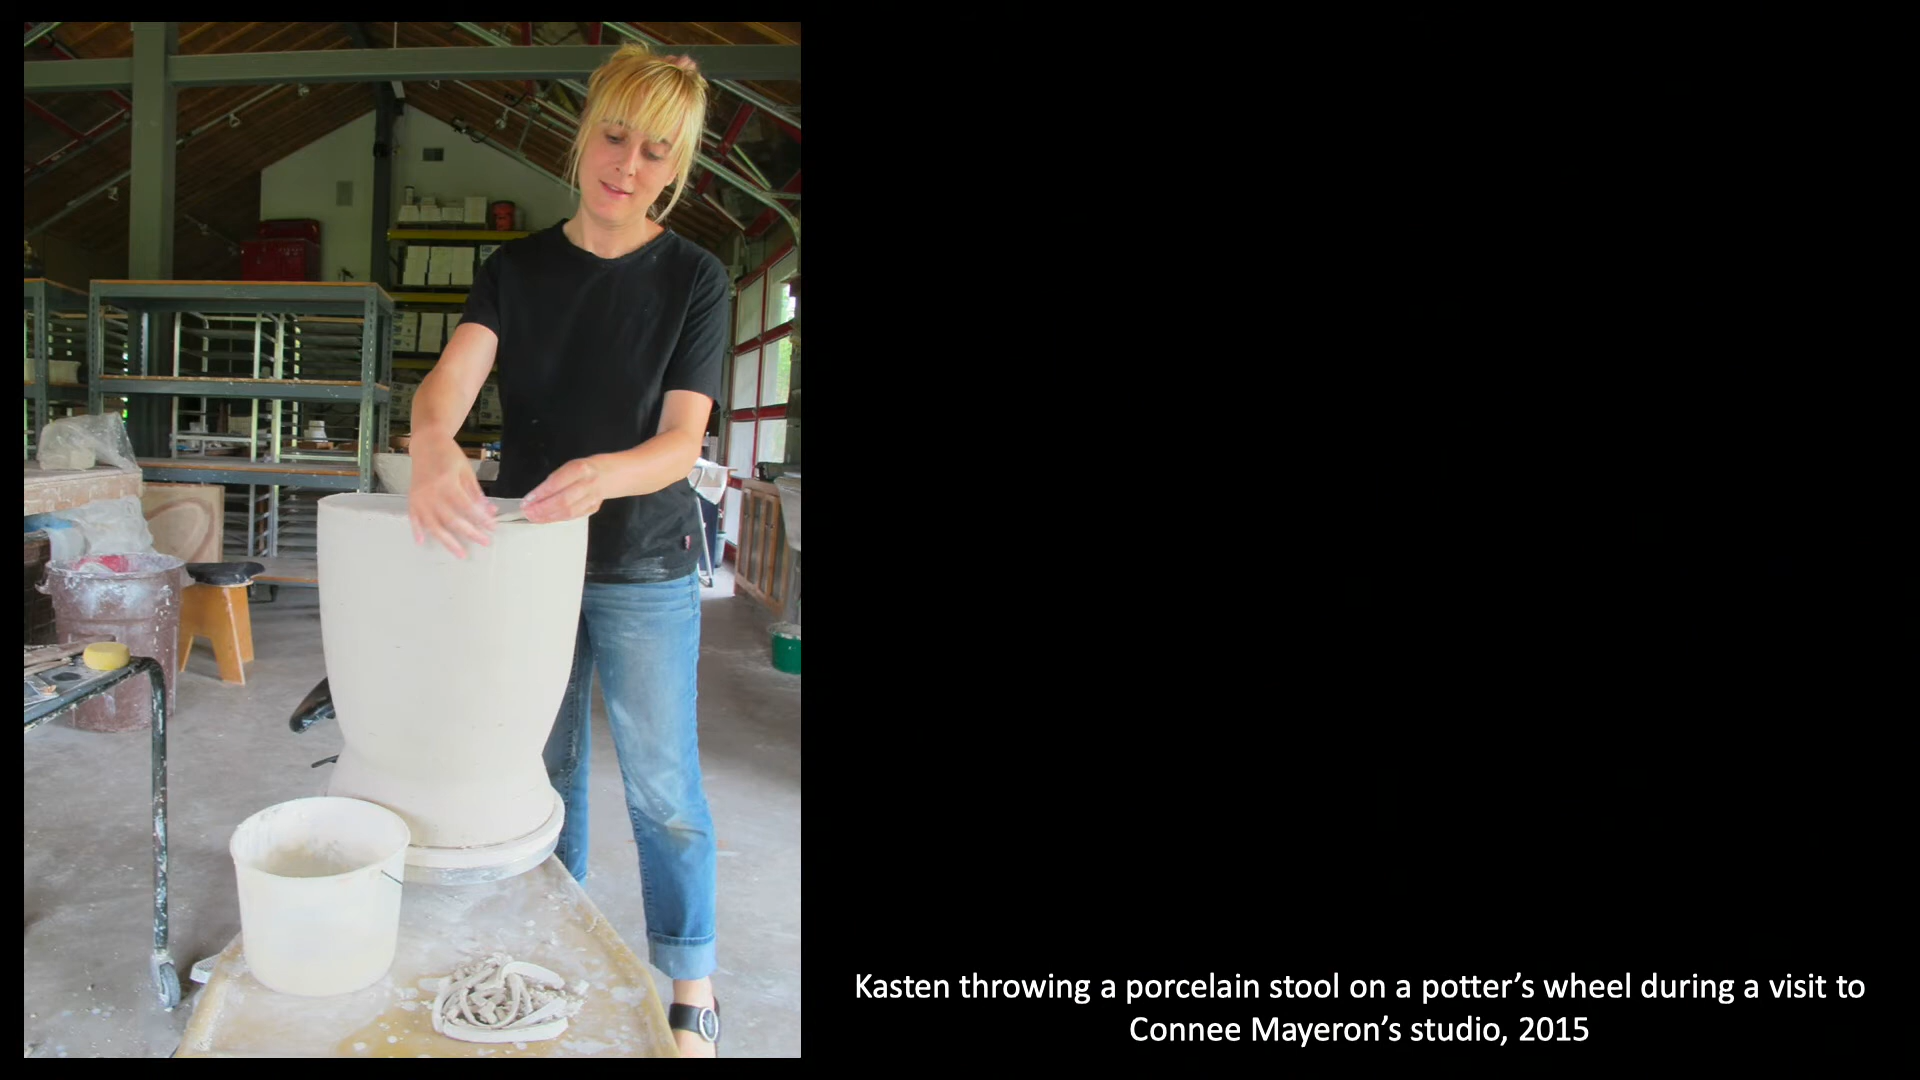 Kasten throwing a porcelain stool on a potter’s wheel during a visit to
Connee Mayeron’s studio, 2015